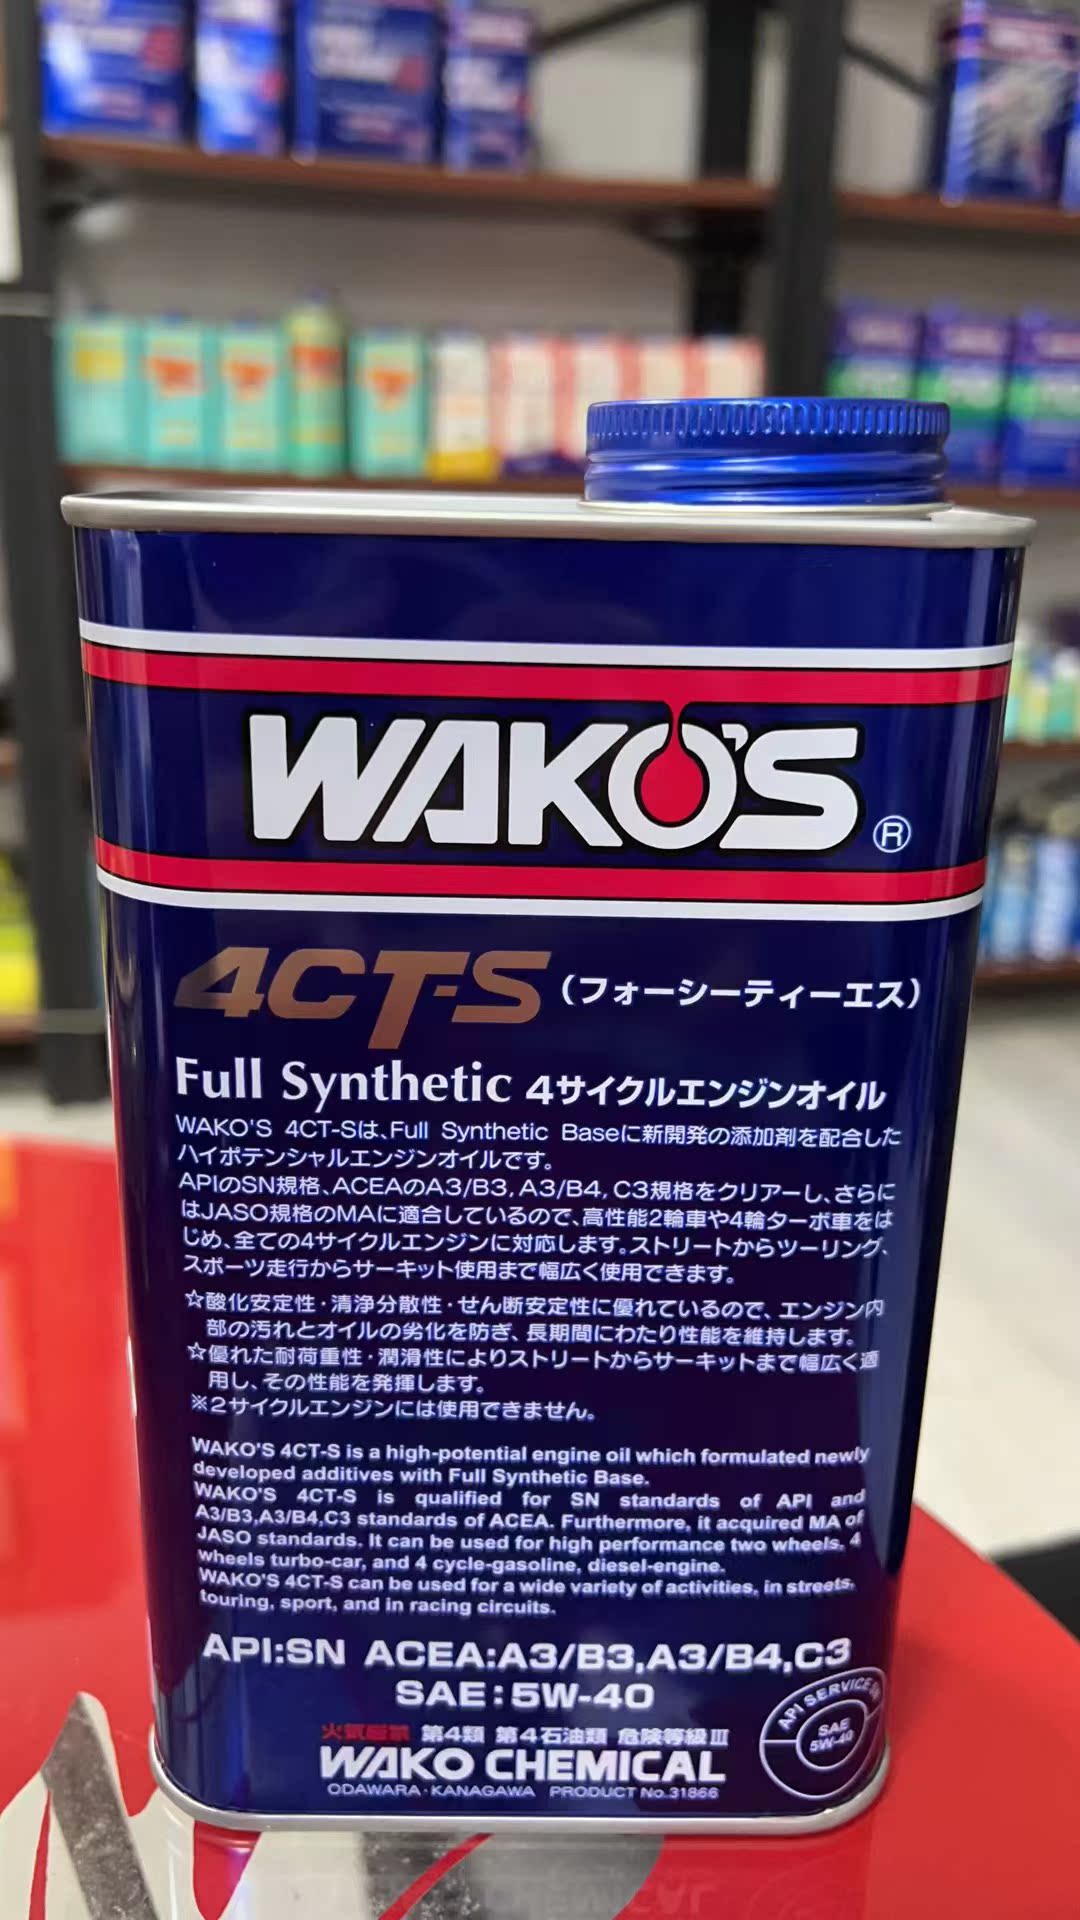 WAKO'S
WAKO'S®
4CT-S (フォーシーティーエス)
Full Synthetic 4サイクルエンジンオイル
WAKO'S 4CT-Sは、Full Synthetic Baseに新開発の添加剤を配合した
ハイポテンシャルエンジンオイルです。
APIのSN規格、ACEAのA3/B3, A3/B4, C3規格をクリアーし、さらに
はJASO規格のMAに適合しているので、高性能2輪車や4輪ターボ車をは
じめ、全ての4サイクルエンジンに対応します。ストリートからツーリング、
スポーツ走行からサーキット使用まで幅広く使用できます。
☆酸化安定性・清浄分散性・せん断安定性に優れているので、エンジン内
部の汚れとオイルの劣化を防ぎ、長期間にわたり性能を維持します。
☆優れた耐荷重性・潤滑性によりストリートからサーキットまで幅広く適
用し、その性能を発揮します。
※2サイクルエンジンには使用できません。
WAKO'S 4CT-S is a high-potential engine oil which formulated newly
developed additives with Full Synthetic Base.
WAKO'S 4CT-S is qualified for SN standards of API and
A3/B3,A3/B4,C3 standards of ACEA. Furthermore, it acquired MA of
JASO standards. It can be used for high performance two wheels, 4
wheels turbo-car, and 4 cycle-gasoline, diesel-engine.
WAKO'S 4CT-S can be used for a wide variety of activities, in streets,
touring, sport, and in racing circuits.
API:SN ACEA:A3/B3,A3/B4,C3
SAE:5W-40
API SERVICE SN
SAE
5W-40
火気厳禁 第4類 第4石油類 危険等級III
WAKO CHEMICAL
ODAWARA・KANAGAWA PRODUCT No.31866